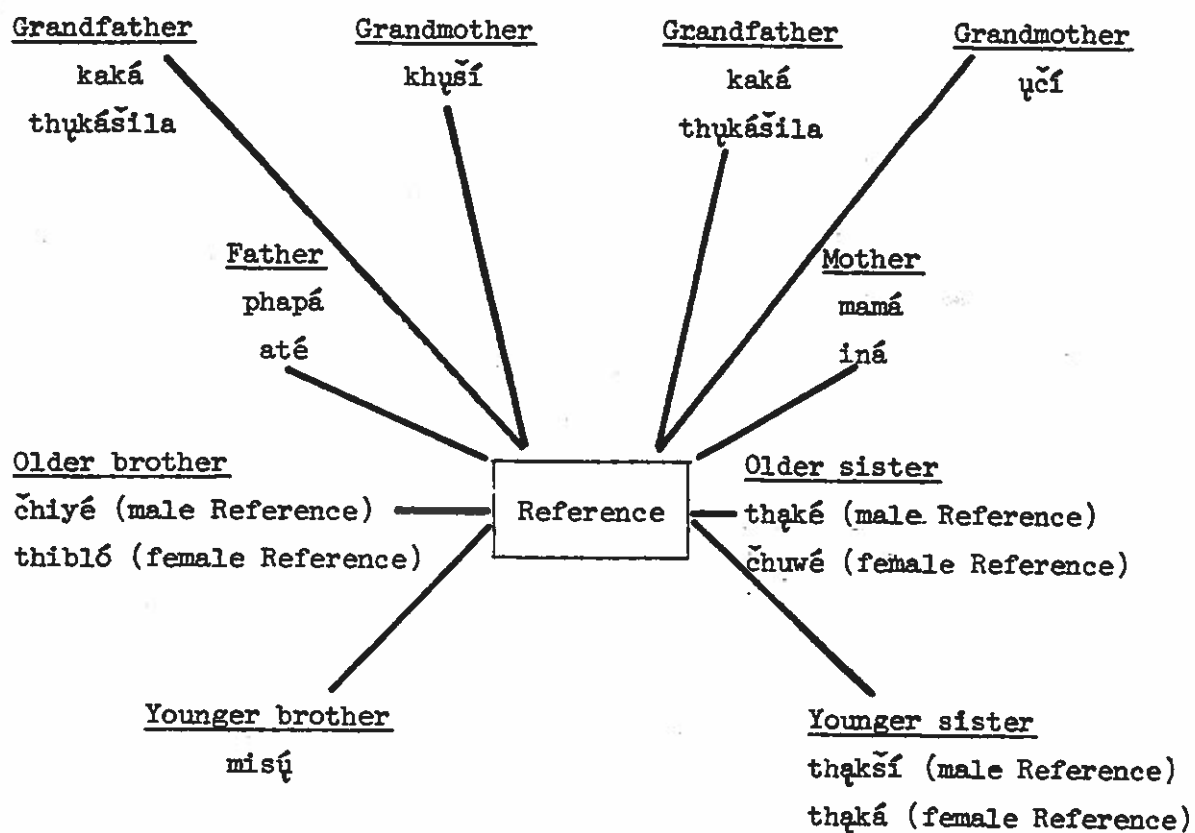 Grandfather
kaká
thų̨kášila
Grandmother
khųší
Grandfather
kaká
thųkášila
Grandmother
ųčí
Father
phapá
até
Mother
mamá
iná
Older brother
čhiyé (male Reference)
thibló (female Reference)
Reference
Older sister
thąké (male Reference)
čhuwé (female Reference)
Younger brother
misų́
Younger sister
thąkší (male Reference)
thąká (female Reference)